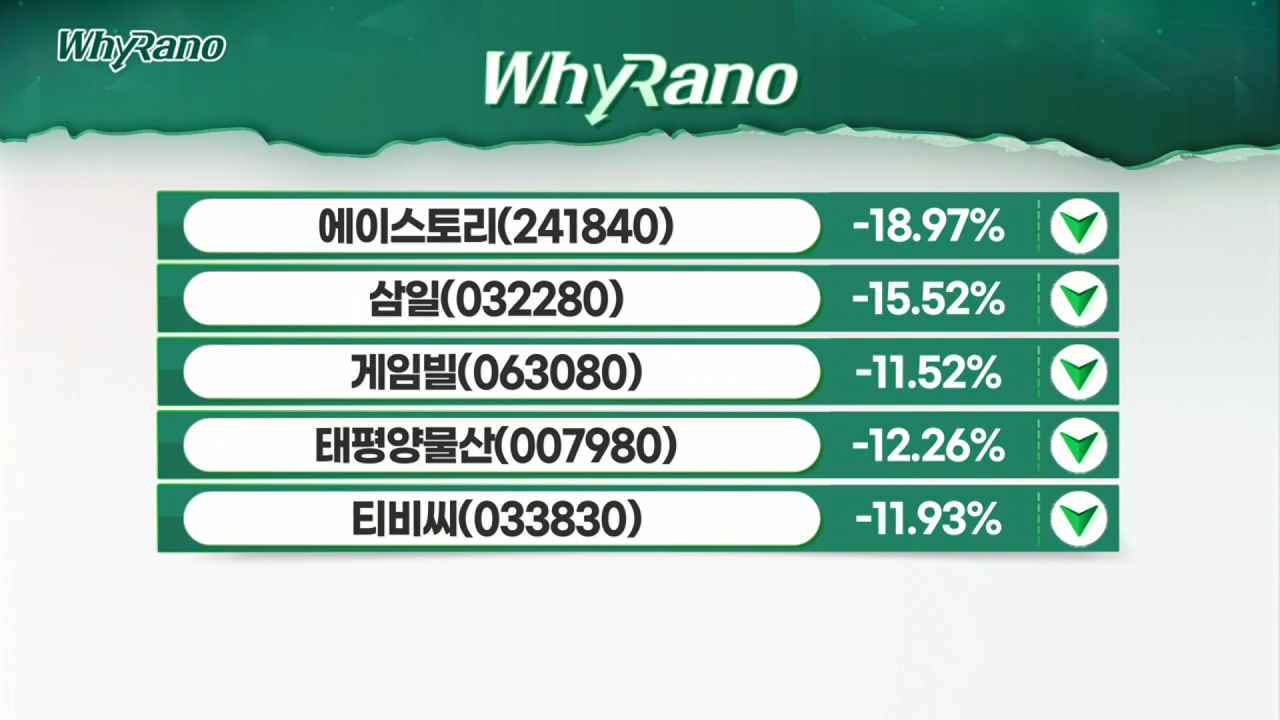 WhyRano
WhyRano
에이스토리(241840) -18.97%
삼일(032280) -15.52%
게임빌(063080) -11.52%
태평양물산(007980) -12.26%
티비씨(033830) -11.93%